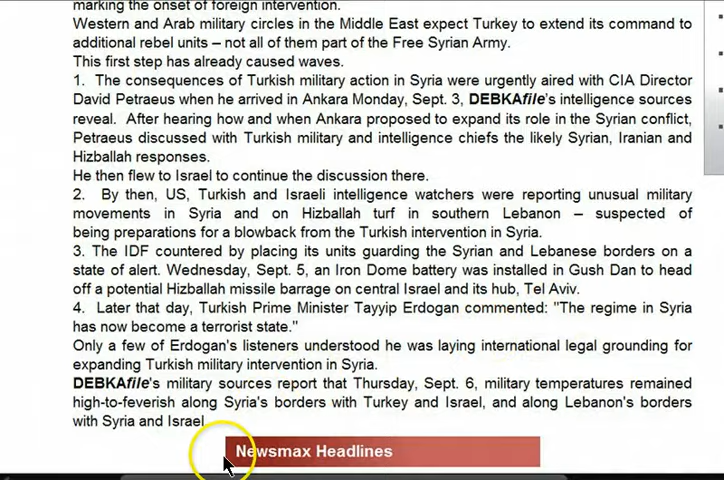 marking the onset of foreign intervention.
Western and Arab military circles in the Middle East expect Turkey to extend its command to
additional rebel units – not all of them part of the Free Syrian Army.
This first step has already caused waves.
1.  The consequences of Turkish military action in Syria were urgently aired with CIA Director
David Petraeus when he arrived in Ankara Monday, Sept. 3, DEBKAfile's intelligence sources
reveal.  After hearing how and when Ankara proposed to expand its role in the Syrian conflict,
Petraeus discussed with Turkish military and intelligence chiefs the likely Syrian, Iranian and
Hizballah responses.
He then flew to Israel to continue the discussion there.
2.  By then, US, Turkish and Israeli intelligence watchers were reporting unusual military
movements in Syria and on Hizballah turf in southern Lebanon – suspected of
being preparations for a blowback from the Turkish intervention in Syria.
3. The IDF countered by placing its units guarding the Syrian and Lebanese borders on a
state of alert. Wednesday, Sept. 5, an Iron Dome battery was installed in Gush Dan to head
off a potential Hizballah missile barrage on central Israel and its hub, Tel Aviv.
4.  Later that day, Turkish Prime Minister Tayyip Erdogan commented: "The regime in Syria
has now become a terrorist state."
Only a few of Erdogan's listeners understood he was laying international legal grounding for
expanding Turkish military intervention in Syria.
DEBKAfile's military sources report that Thursday, Sept. 6, military temperatures remained
high-to-feverish along Syria's borders with Turkey and Israel, and along Lebanon's borders
with Syria and Israel
Newsmax Headlines